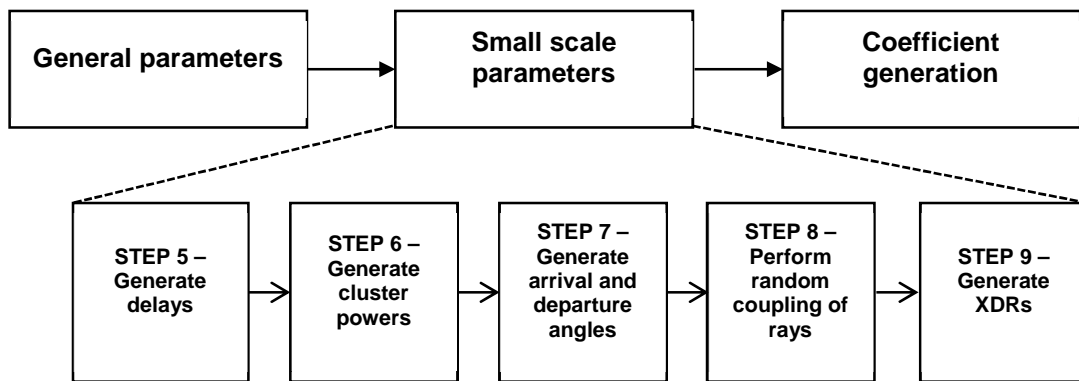 General parameters
Small scale
parameters
Coefficient
generation
STEP 5 –
Generate
delays
STEP 6 –
Generate
cluster
powers
STEP 7 –
Generate
arrival and
departure
angles
STEP 8 –
Perform
random
coupling of
rays
STEP 9 –
Generate
XDRs